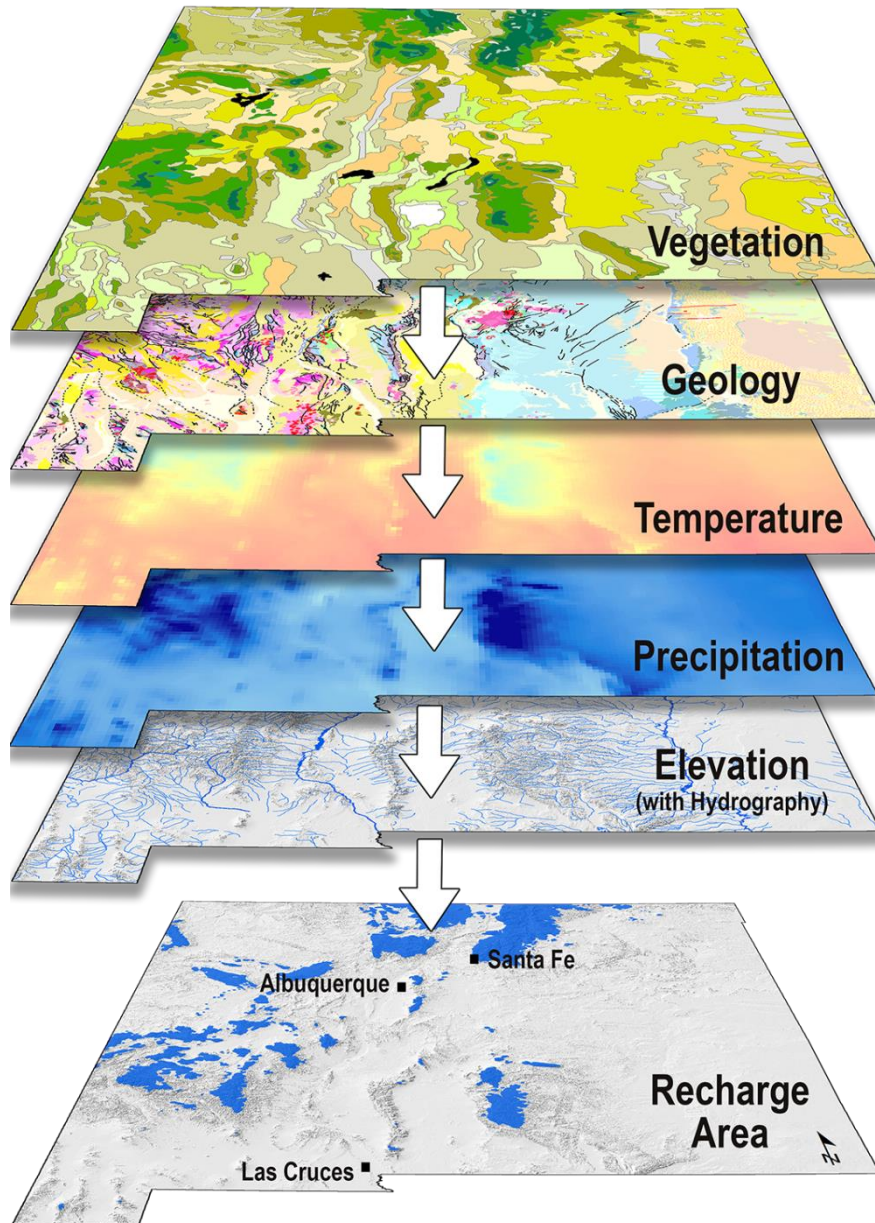 Vegetation
Geology
Temperature
Precipitation
Elevation
(with Hydrography)
Santa Fe
Albuquerque
Recharge
Area
N
Las Cruces